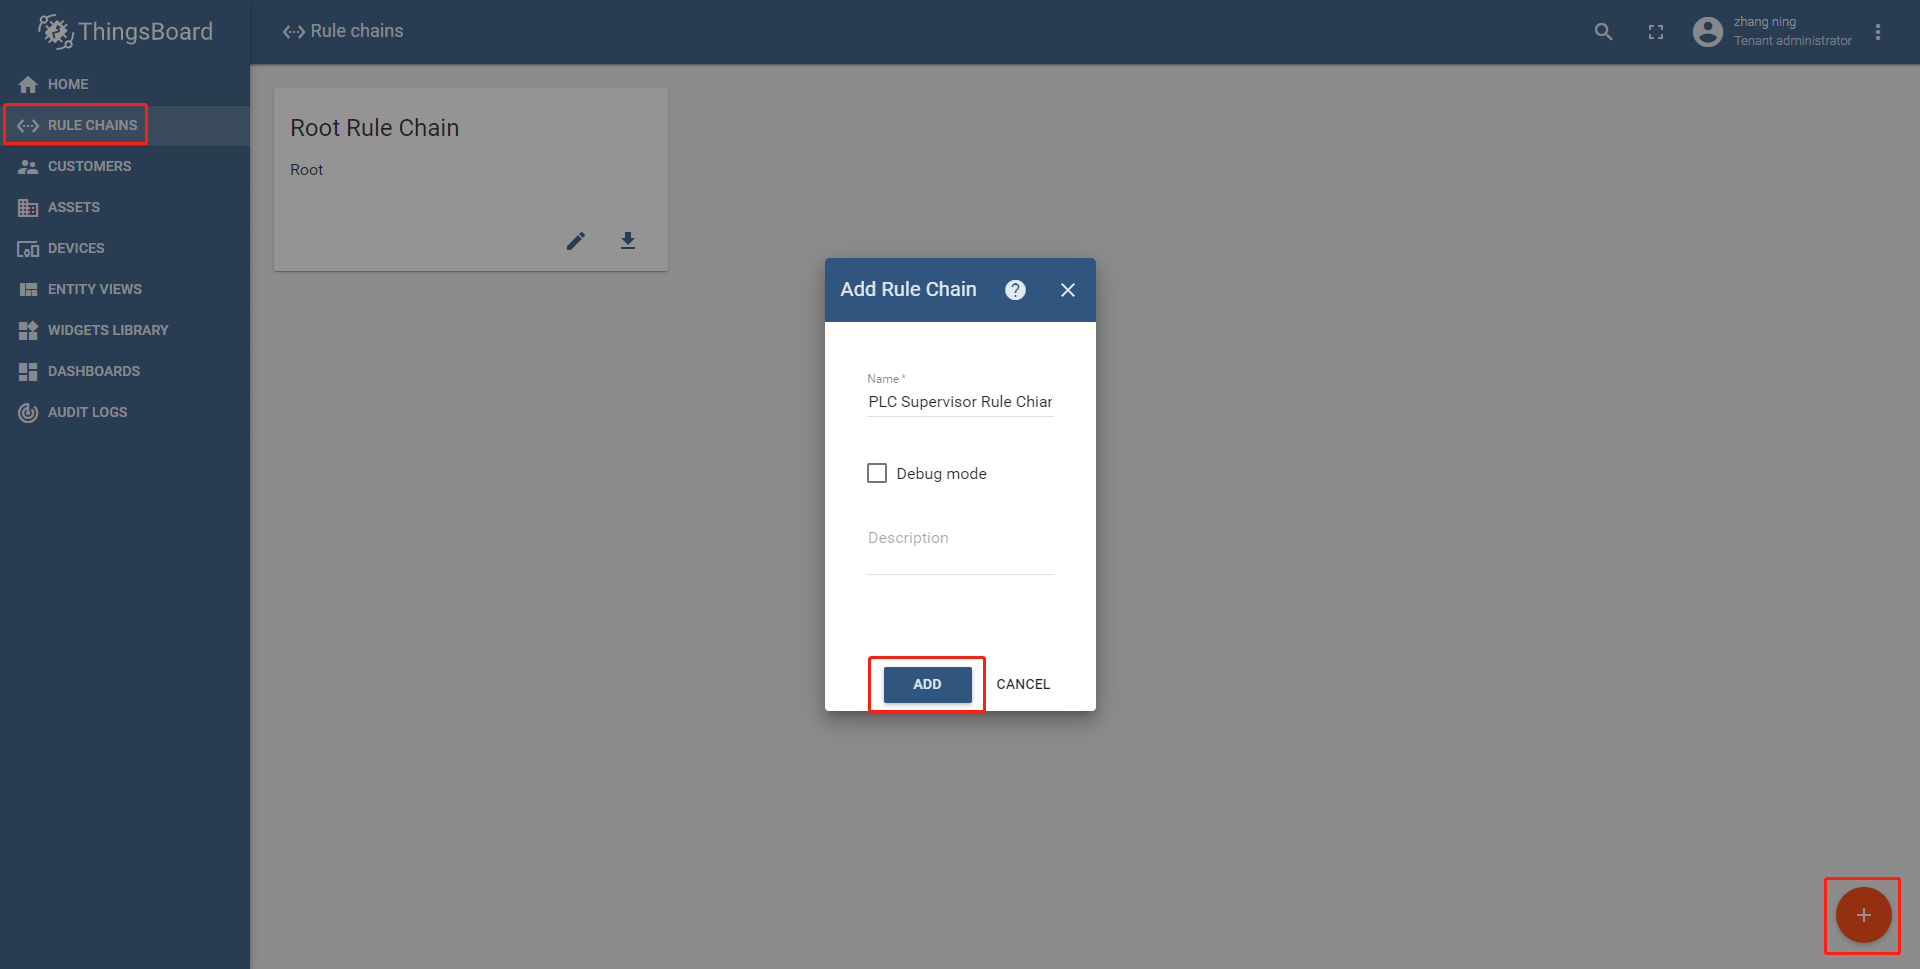 ThingsBoard
Rule chains
zhang ning
Tenant administrator
HOME
RULE CHAINS
CUSTOMERS
ASSETS
DEVICES
ENTITY VIEWS
WIDGETS LIBRARY
DASHBOARDS
AUDIT LOGS
Root Rule Chain
Root
Add Rule Chain
Name *
PLC Supervisor Rule Chiar
Debug mode
Description
ADD
CANCEL